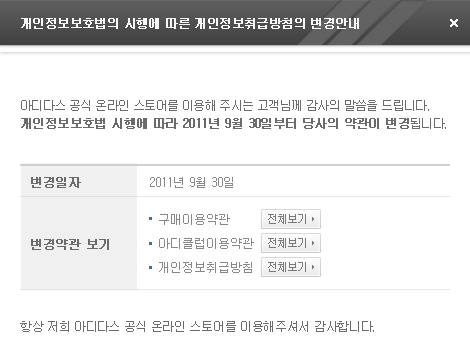 개인정보보호법의 시행에 따른 개인정보취급방침의 변경안내 ×
아디다스 공식 온라인 스토어를 이용해 주시는 고객님께 감사의 말씀을 드립니다.
개인정보보호법 시행에 따라 2011년 9월 30일부터 당사의 약관이 변경됩니다.
변경일자 2011년 9월 30일
• 구매이용약관 전체보기 ›
변경약관 보기 • 아디클럽이용약관 전체보기 ›
• 개인정보취급방침 전체보기 ›
항상 저희 아디다스 공식 온라인 스토어를 이용해주셔서 감사합니다.